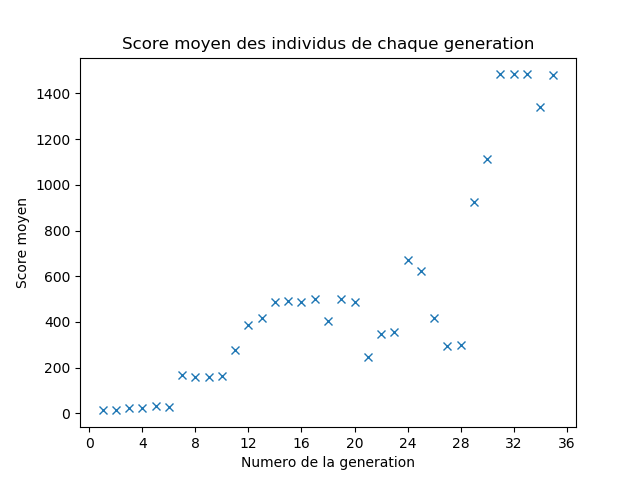 Score moyen des individus de chaque generation
1400
1200
1000
800
600
400
200
0
Score moyen
0 4 8 12 16 20 24 28 32 36
Numero de la generation